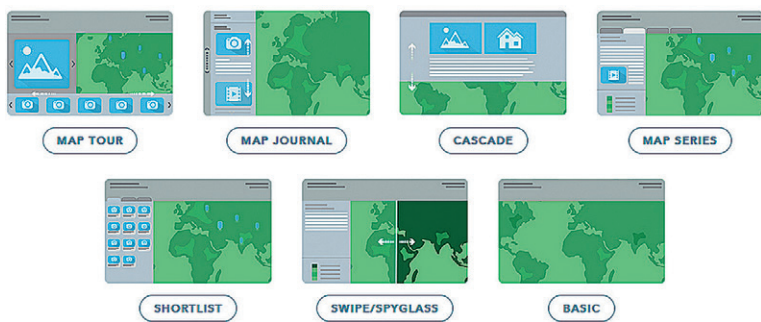 MAP TOUR
MAP JOURNAL
CASCADE
MAP SERIES
SHORTLIST
SWIPE/SPYGLASS
BASIC